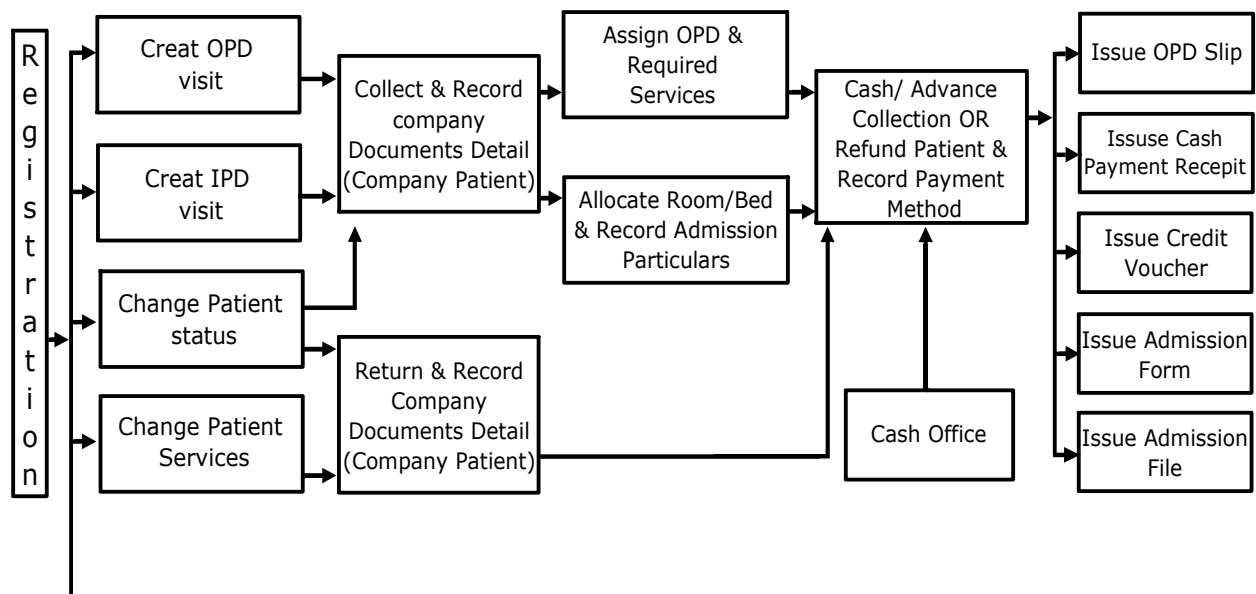 Registration
Creat OPD
visit
Creat IPD
visit
Change Patient
status
Change Patient
Services
Collect & Record
company
Documents Detail
(Company Patient)
Return & Record
Company
Documents Detail
(Company Patient)
Assign OPD &
Required
Services
Allocate Room/Bed
& Record Admission
Particulars
Cash/ Advance
Collection OR
Refund Patient &
Record Payment
Method
Cash Office
Issue OPD Slip
Issuse Cash
Payment Recepit
Issue Credit
Voucher
Issue Admission
Form
Issue Admission
File